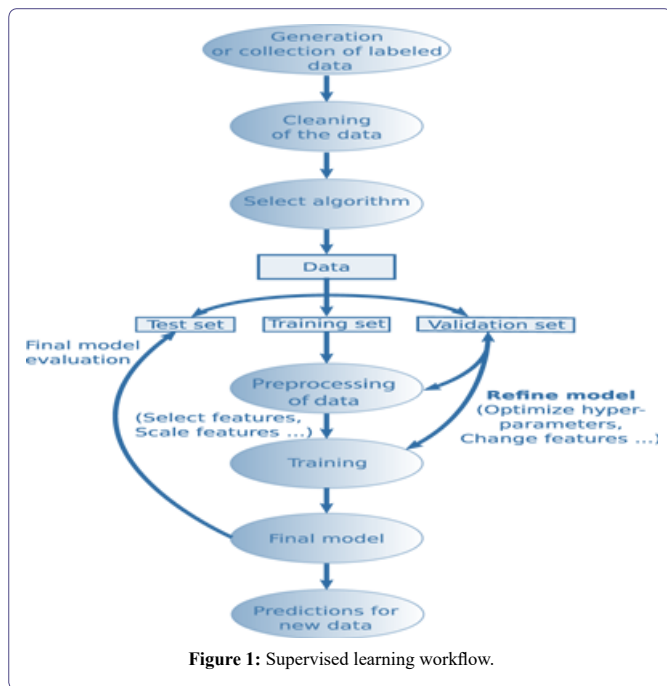 Generation
or collection of labeled
data
Cleaning
of the data
Select algorithm
Data
Test set
Training set
Validation set
Final model
evaluation
Preprocessing
of data
Refine model
(Optimize hyper-
parameters,
Change features ...)
(Select features,
Scale features ...)
Training
Final model
Predictions for
new data
Figure 1: Supervised learning workflow.